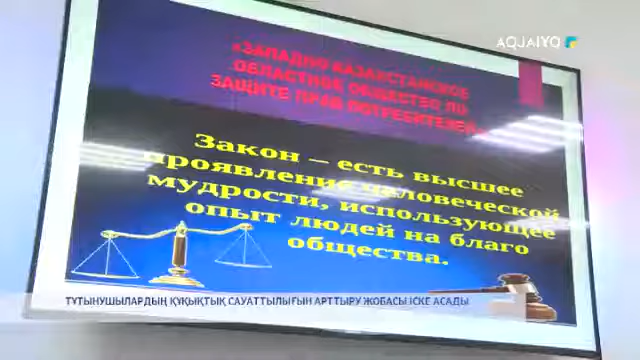 AQJAIYQ
«ЗАПАДНО КАЗАХСТАНСКОЕ
ОБЛАСТНОЕ ОБЩЕСТВО ПО
ЗАЩИТЕ ПРАВ ПОТРЕБИТЕЛЕЙ»
Закон – есть высшее
проявление человеческой
мудрости, использующее
опыт людей на благо
общества.
ТҰТЫНУШЫЛАРДЫҢ ҚҰҚЫҚТЫҚ САУАТТЫЛЫҒЫН АРТТЫРУ ЖОБАСЫ ІСКЕ АСАДЫ